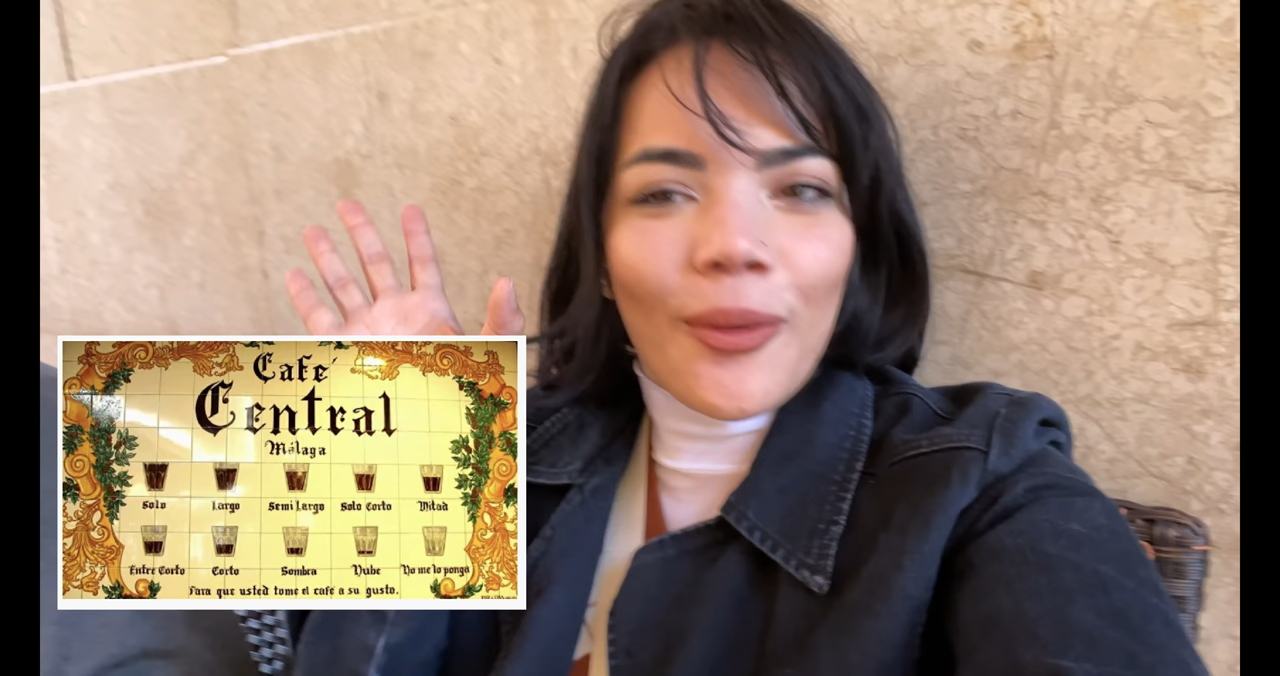 Café
Central
Málaga
Solo Largo Semi Largo Solo Corto Mitad
Entre Corto Corto Sombra Nube No me lo ponga
Para que usted tome el café a su gusto.